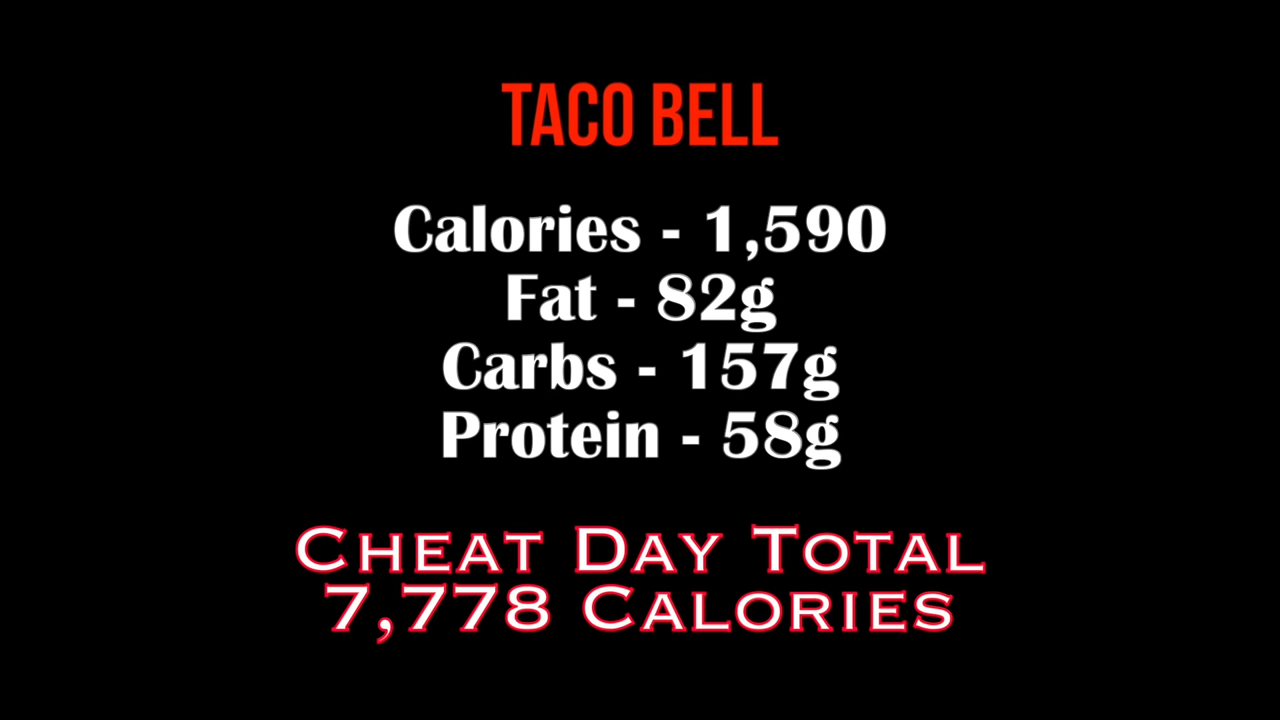 TACO BELL
Calories - 1,590
Fat - 82g
Carbs - 157g
Protein - 58g
CHEAT DAY TOTAL
7,778 CALORIES